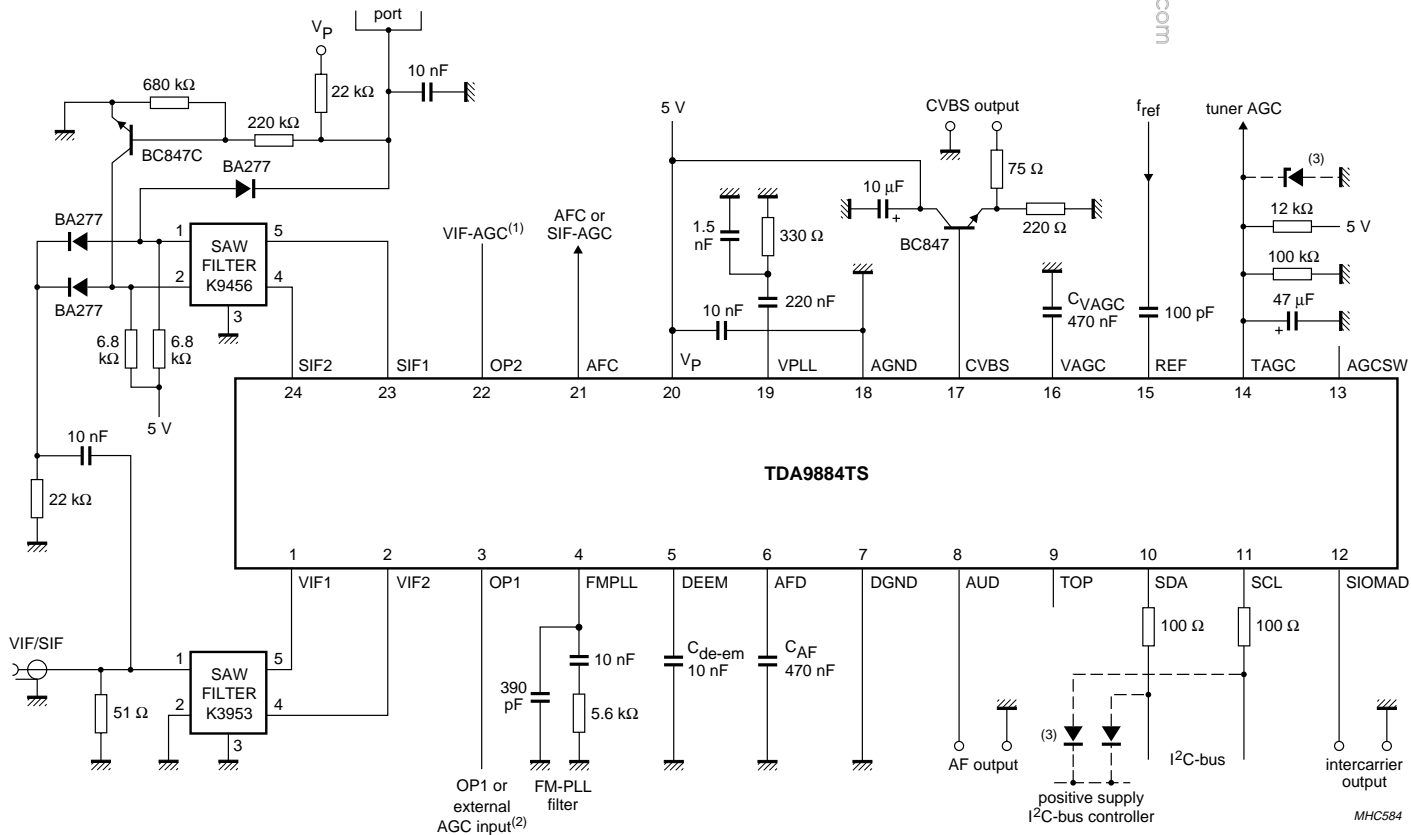 com
port
V_P
10 nF
680 kΩ
22 kΩ
220 kΩ
BC847C
BA277
BA277
BA277
1
2
3
4
5
SAW
FILTER
K9456
6.8
kΩ
6.8
kΩ
5 V
10 nF
22 kΩ
VIF-AGC(1)
AFC or
SIF-AGC
5 V
1.5
nF
330 Ω
220 nF
10 nF
10 µF
+
CVBS output
75 Ω
BC847
220 Ω
C_VAGC
470 nF
f_ref
100 pF
tuner AGC
(3)
12 kΩ
5 V
100 kΩ
47 µF
+
SIF2
SIF1
OP2
AFC
V_P
VPLL
AGND
CVBS
VAGC
REF
TAGC
AGCSW
24
23
22
21
20
19
18
17
16
15
14
13
TDA9884TS
1
2
3
4
5
6
7
8
9
10
11
12
VIF1
VIF2
OP1
FMPLL
DEEM
AFD
DGND
AUD
TOP
SDA
SCL
SIOMAD
VIF/SIF
51 Ω
1
2
3
4
5
SAW
FILTER
K3953
OP1 or
external
AGC input(2)
390
pF
10 nF
5.6 kΩ
FM-PLL
filter
C_de-em
10 nF
C_AF
470 nF
AF output
100 Ω
100 Ω
(3)
I²C-bus
positive supply
I²C-bus controller
intercarrier
output
MHC584